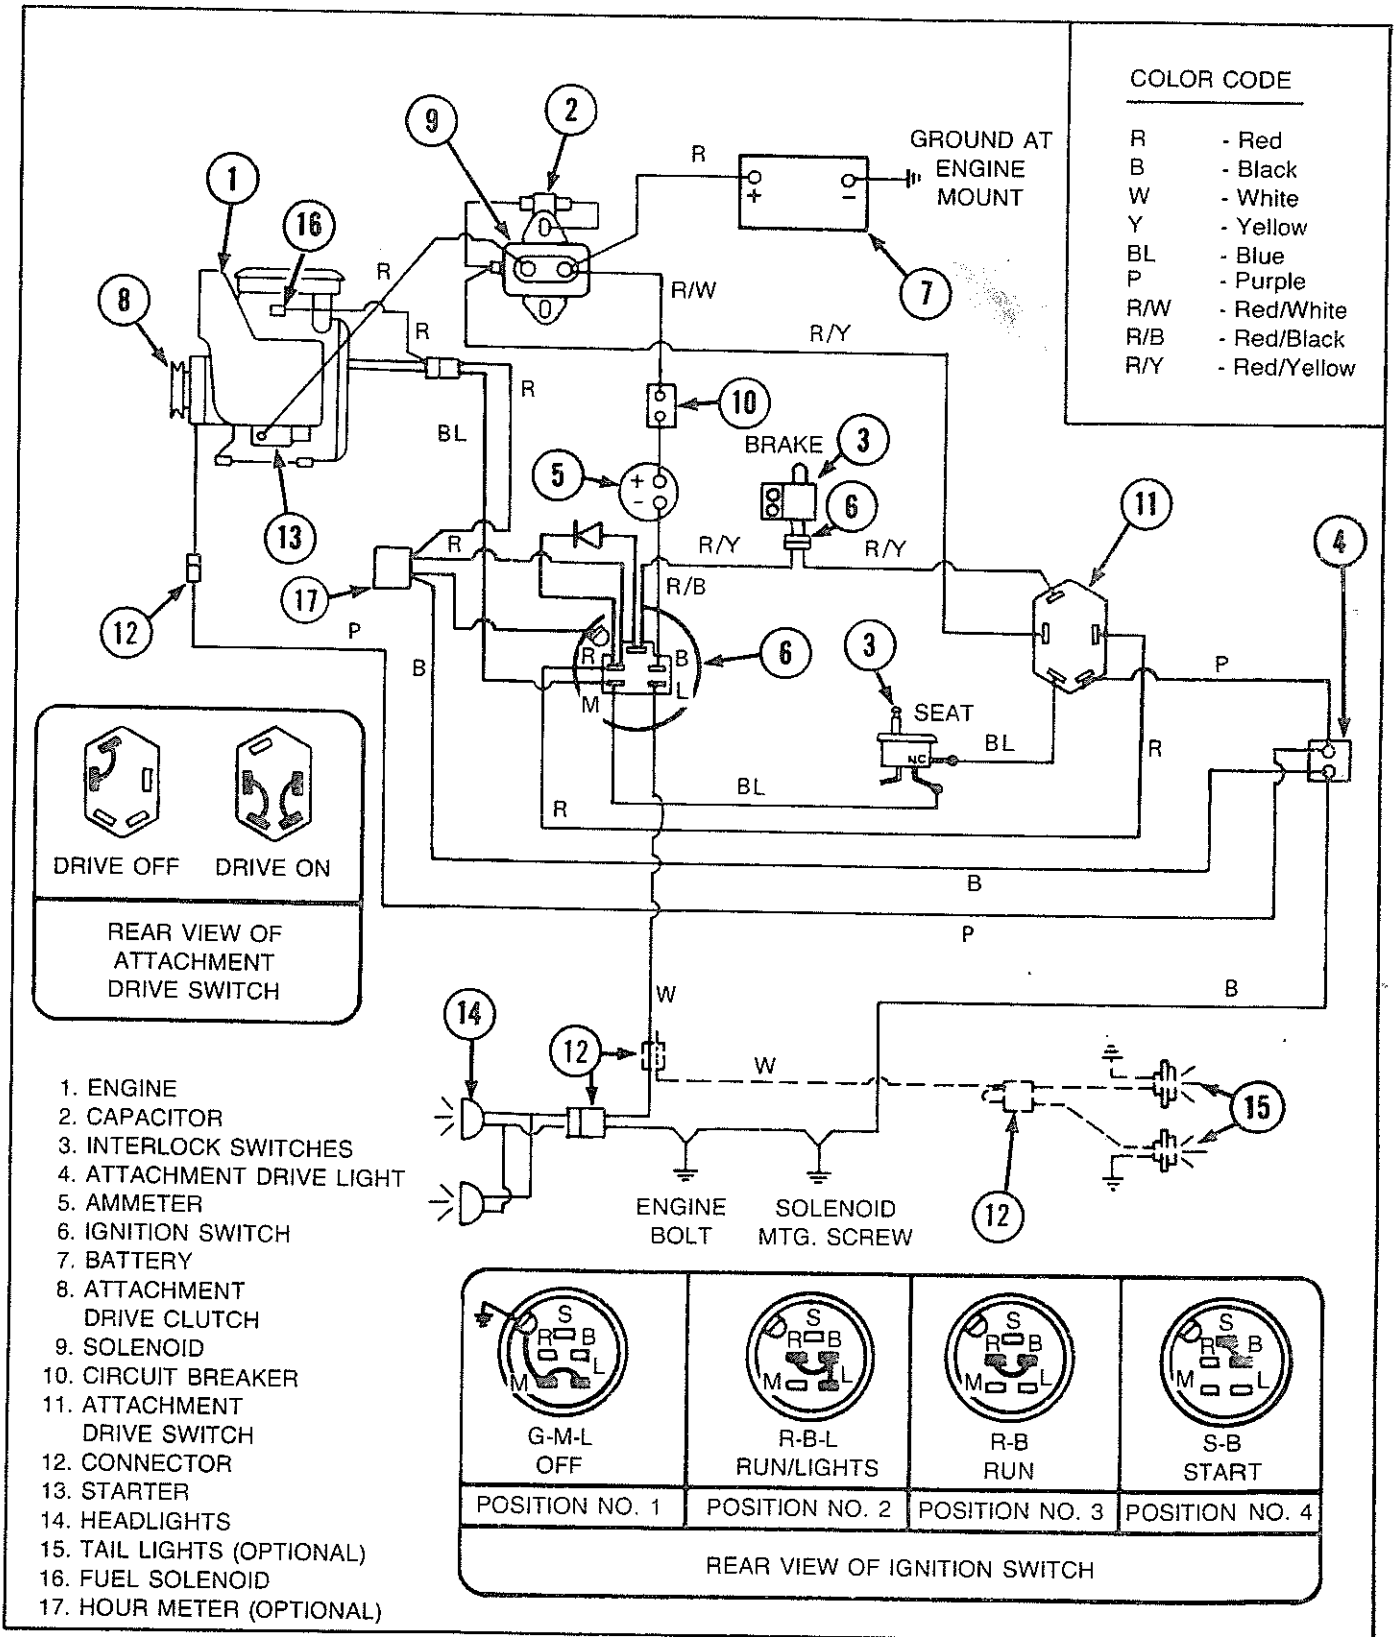 COLOR CODE
R - Red
B - Black
W - White
Y - Yellow
BL - Blue
P - Purple
R/W - Red/White
R/B - Red/Black
R/Y - Red/Yellow
9
2
1
16
8
R
GROUND AT
ENGINE
MOUNT
+ -
7
R
R
R/W
R/Y
R
10
BL
BRAKE
3
5
+
-
6
11
13
4
R
R/Y
R/Y
R/B
17
12
P
B
R
B
M
L
6
3
P
SEAT
NC
BL
R
BL
R
B
P
DRIVE OFF
DRIVE ON
REAR VIEW OF
ATTACHMENT
DRIVE SWITCH
W
B
14
12
W
15
12
ENGINE
BOLT
SOLENOID
MTG. SCREW
1. ENGINE
2. CAPACITOR
3. INTERLOCK SWITCHES
4. ATTACHMENT DRIVE LIGHT
5. AMMETER
6. IGNITION SWITCH
7. BATTERY
8. ATTACHMENT
DRIVE CLUTCH
9. SOLENOID
10. CIRCUIT BREAKER
11. ATTACHMENT
DRIVE SWITCH
12. CONNECTOR
13. STARTER
14. HEADLIGHTS
15. TAIL LIGHTS (OPTIONAL)
16. FUEL SOLENOID
17. HOUR METER (OPTIONAL)
S
R B
M L
G-M-L
OFF
POSITION NO. 1
S
R B
M L
R-B-L
RUN/LIGHTS
POSITION NO. 2
S
R B
M L
R-B
RUN
POSITION NO. 3
S
R B
M L
S-B
START
POSITION NO. 4
REAR VIEW OF IGNITION SWITCH